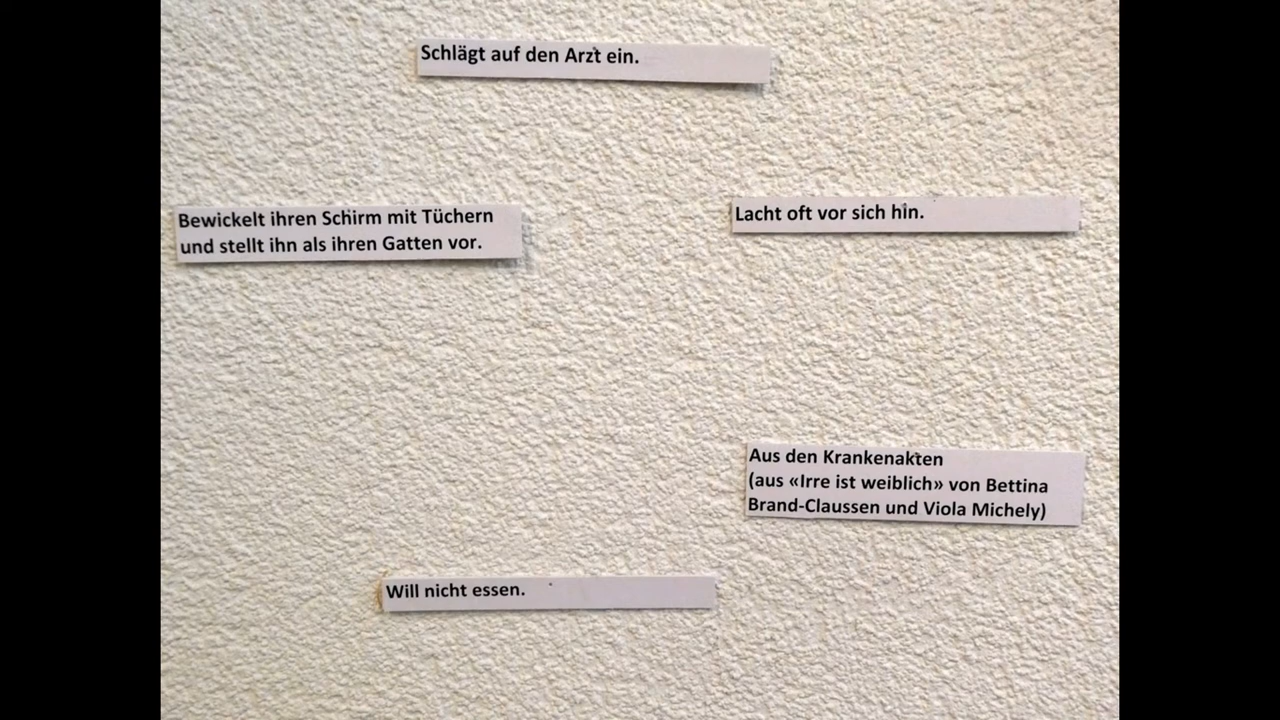 Schlägt auf den Arzt ein.
Bewickelt ihren Schirm mit Tüchern
und stellt ihn als ihren Gatten vor.
Lacht oft vor sich hin.
Aus den Krankenakten
(aus «Irre ist weiblich» von Bettina
Brand-Claussen und Viola Michely)
Will nicht essen.